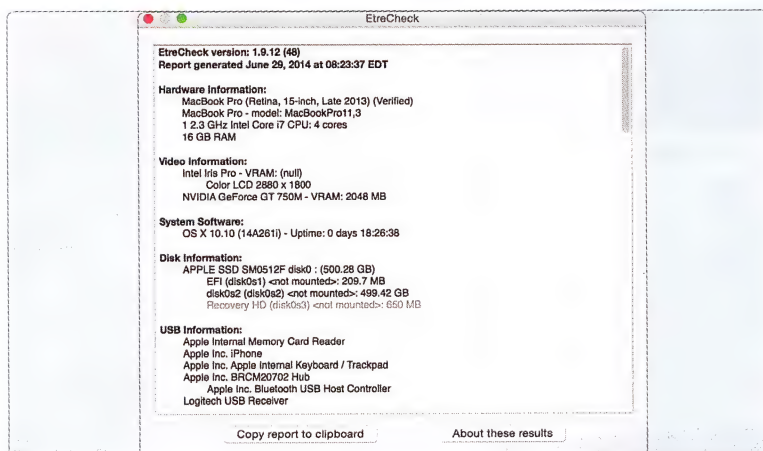 EtreCheck
EtreCheck version: 1.9.12 (48)
Report generated June 29, 2014 at 08:23:37 EDT
Hardware Information:
MacBook Pro (Retina, 15-inch, Late 2013) (Verified)
MacBook Pro - model: MacBookPro11,3
1 2.3 GHz Intel Core i7 CPU: 4 cores
16 GB RAM
Video Information:
Intel Iris Pro - VRAM: (null)
Color LCD 2880 x 1800
NVIDIA GeForce GT 750M - VRAM: 2048 MB
System Software:
OS X 10.10 (14A261i) - Uptime: 0 days 18:26:38
Disk Information:
APPLE SSD SM0512F disk0 : (500.28 GB)
EFI (disk0s1) <not mounted>: 209.7 MB
disk0s2 (disk0s2) <not mounted>: 499.42 GB
Recovery HD (disk0s3) <not mounted>: 650 MB
USB Information:
Apple Internal Memory Card Reader
Apple Inc. iPhone
Apple Inc. Apple Internal Keyboard / Trackpad
Apple Inc. BRCM20702 Hub
Apple Inc. Bluetooth USB Host Controller
Logitech USB Receiver
Copy report to clipboard
About these results